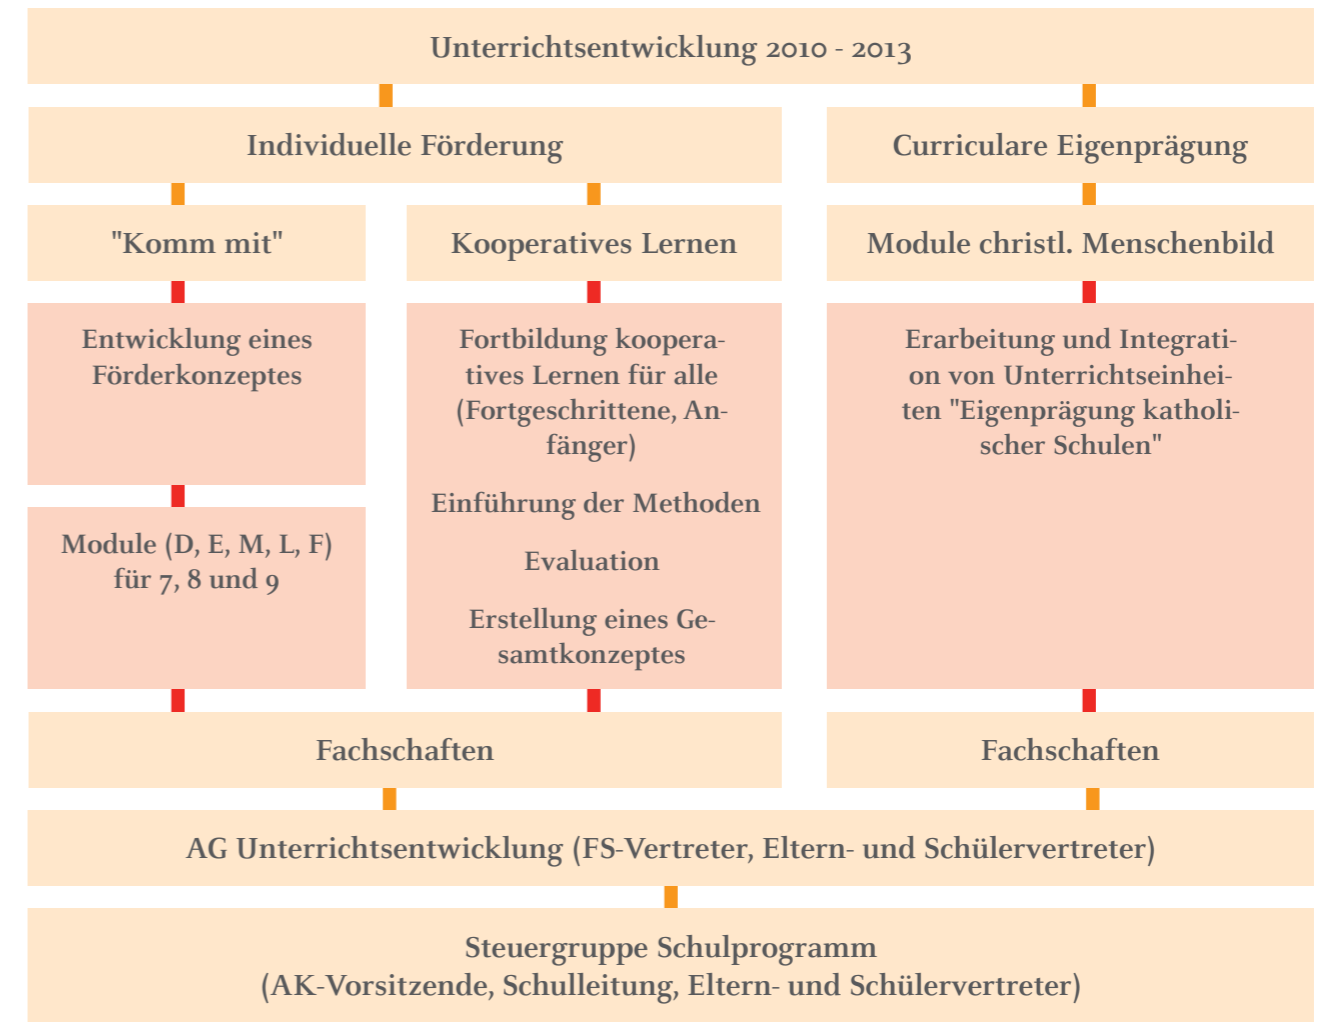 Unterrichtsentwicklung 2010 - 2013
Individuelle Förderung
Curriculare Eigenprägung
"Komm mit"
Kooperatives Lernen
Module christl. Menschenbild
Entwicklung eines
Förderkonzeptes
Module (D, E, M, L, F)
für 7, 8 und 9
Fortbildung koopera-
tives Lernen für alle
(Fortgeschrittene, An-
fänger)
Einführung der Methoden
Evaluation
Erstellung eines Ge-
samtkonzeptes
Erarbeitung und Integrati-
on von Unterrichtseinhei-
ten "Eigenprägung katholi-
scher Schulen"
Fachschaften
Fachschaften
AG Unterrichtsentwicklung (FS-Vertreter, Eltern- und Schülervertreter)
Steuergruppe Schulprogramm
(AK-Vorsitzende, Schulleitung, Eltern- und Schülervertreter)